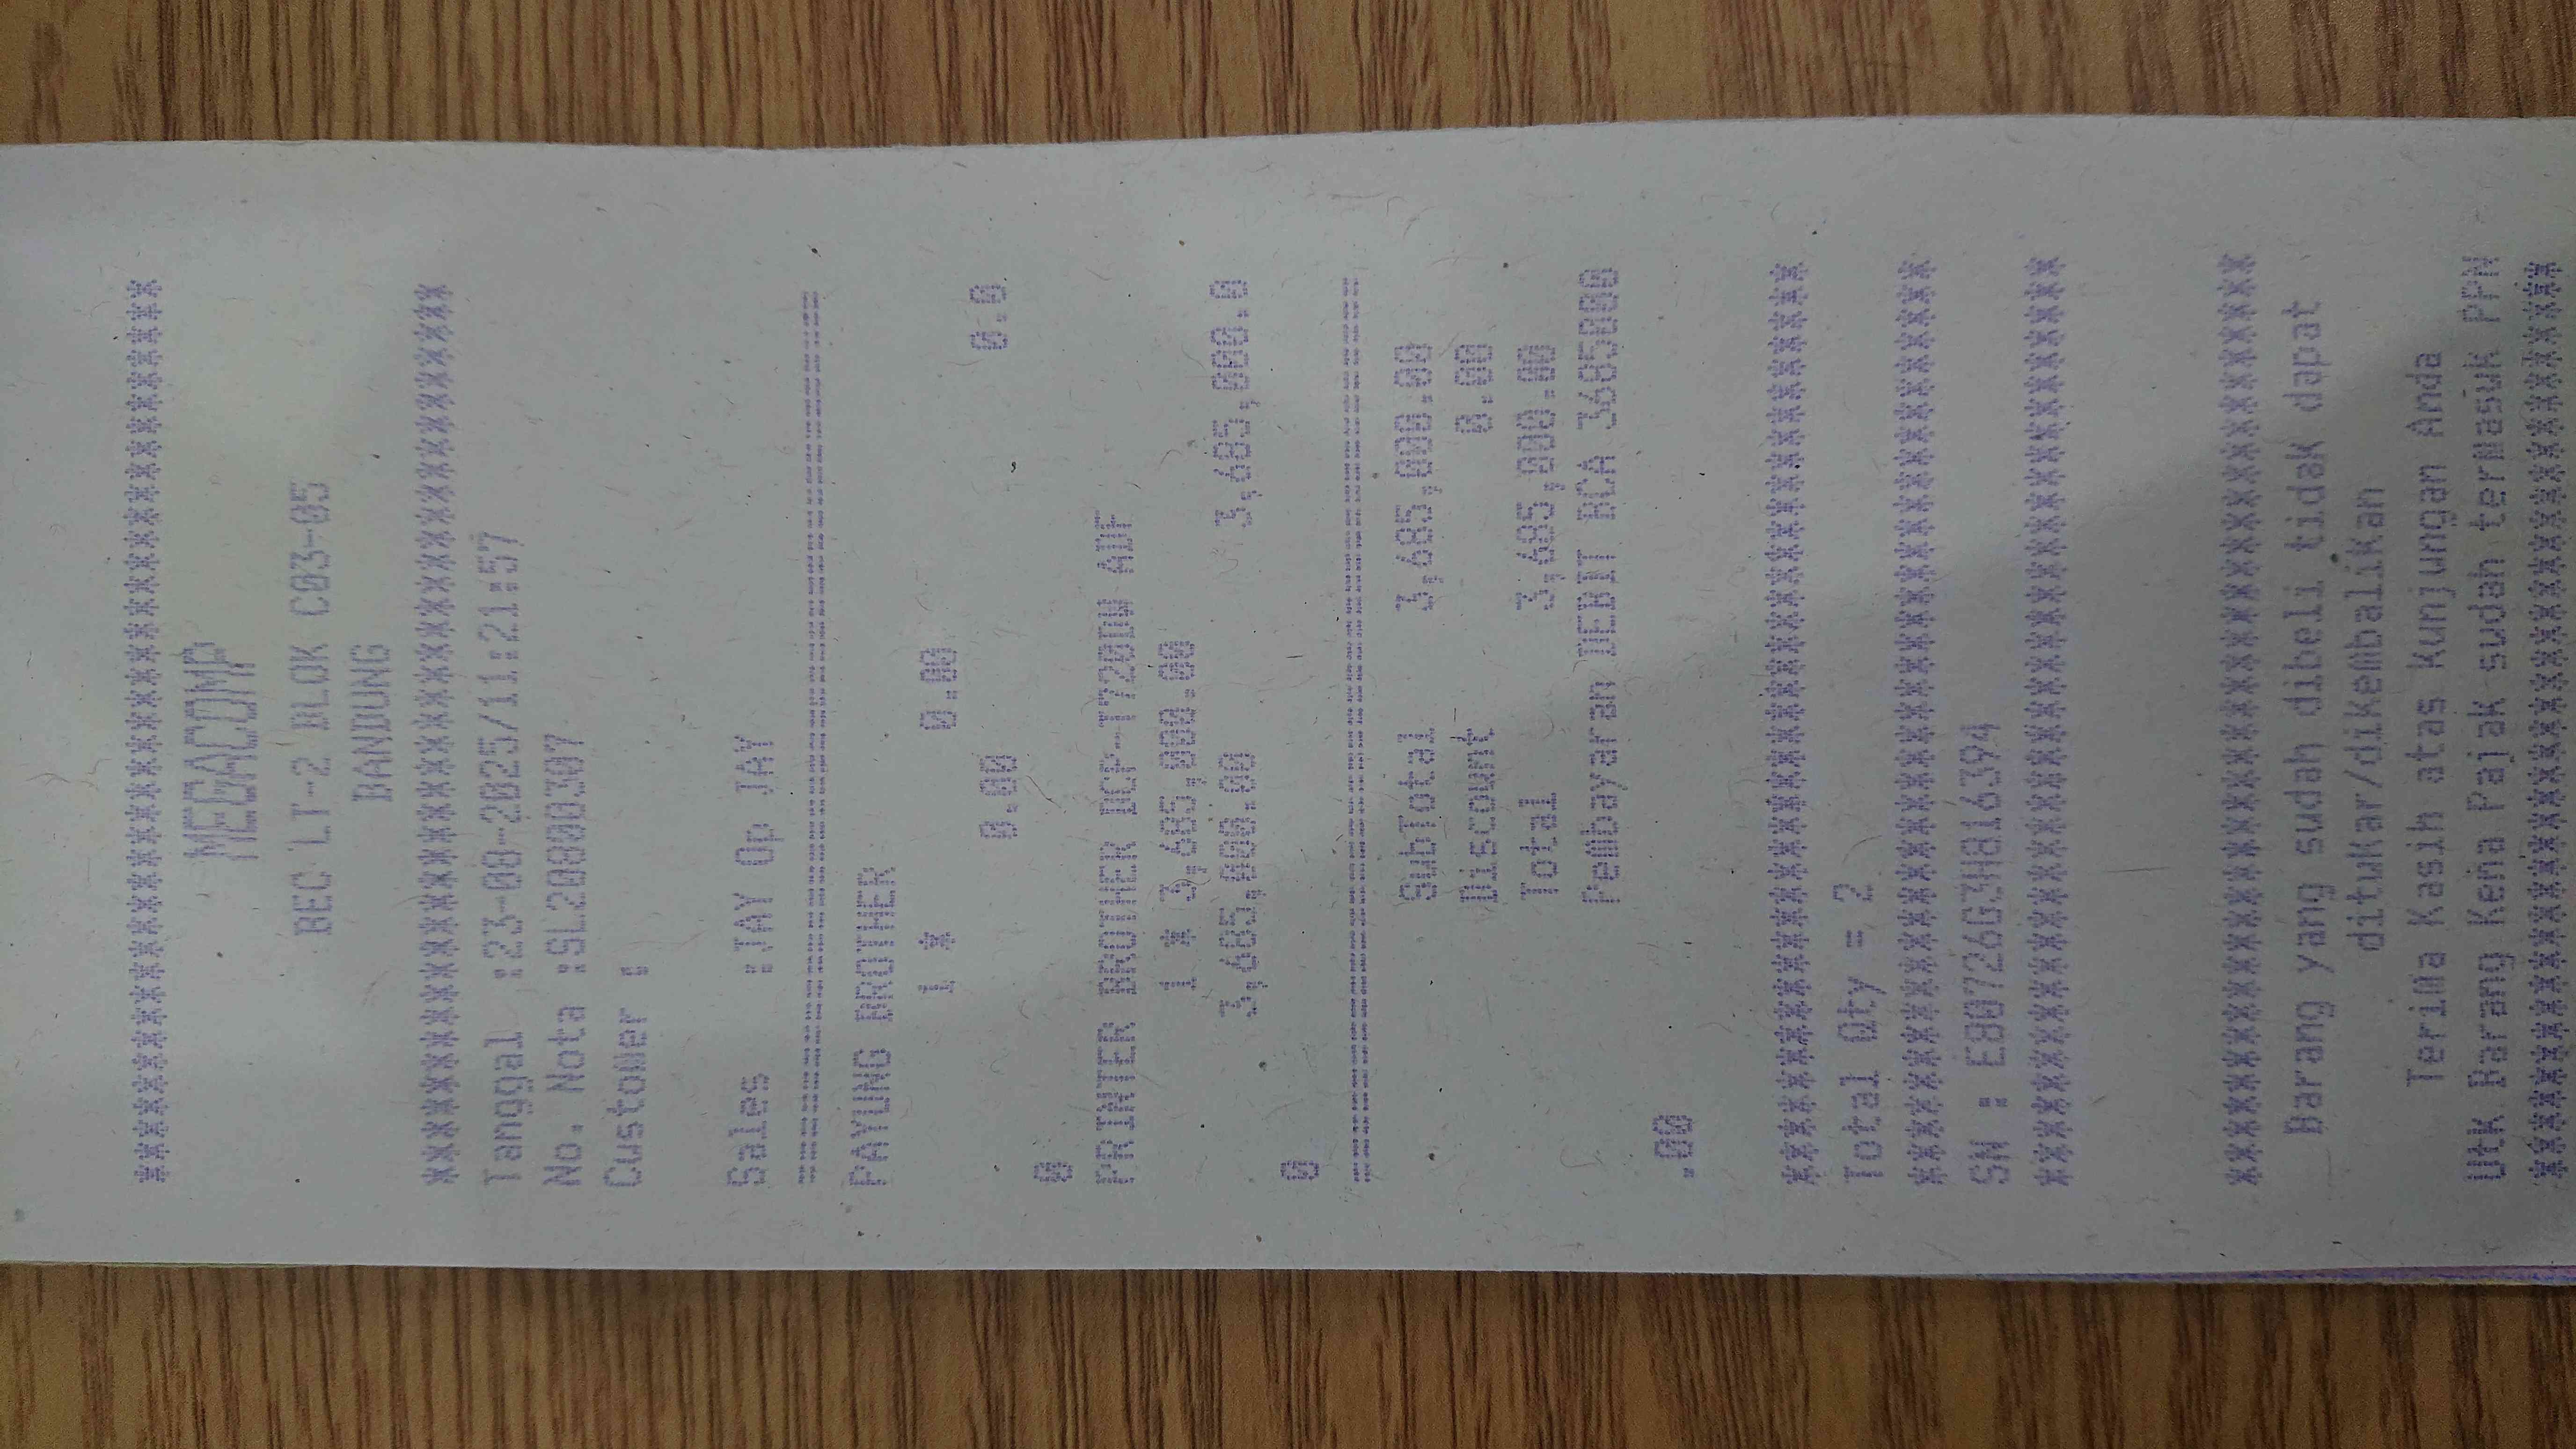 ****************************************
MEGACOMP
BEC LT-2 BLOK C03-05
BANDUNG
****************************************
Tanggal :23-08-2025/11:21:57
No. Nota :SL20000307
Customer :
Sales :JAY Op JAY
========================================
PAYUNG BROTHER
1 * 0.00
0.00 0.0
0
PRINTER BROTHER DCP-T720DW ADF
1 * 3,685,000.00
3,685,000.00 3,685,000.0
0
========================================
SubTotal 3,685,000.00
Discount 0.00
Total 3,685,000.00
Pembayaran DEBIT BCA 3685000
.00
****************************************
Total Qty = 2
****************************************
SN : E80726G3H816394
****************************************
****************************************
Barang yang sudah dibeli tidak dapat
ditukar/dikembalikan
Terima Kasih atas Kunjungan Anda
Utk Barang Kena Pajak sudah termasuk PPN
****************************************